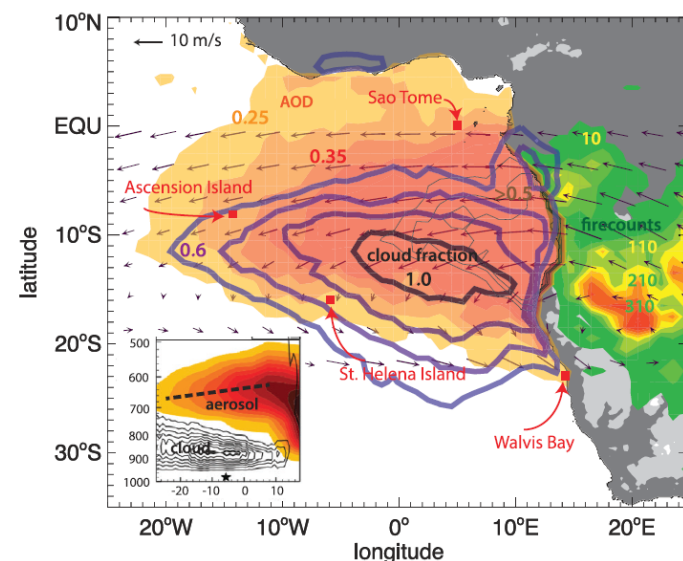 10°N
10 m/s
AOD
Sao Tome
0.25
EQU
10
0.35
Ascension Island
>0.5
firecounts
10°S
0.6
cloud fraction
1.0
110
210
310
latitude
20°S
500
600
aerosol
700
St. Helena Island
800
cloud
900
Walvis Bay
30°S
1000
-20
-10
0
10
20°W
10°W
0°
10°E
20°E
longitude